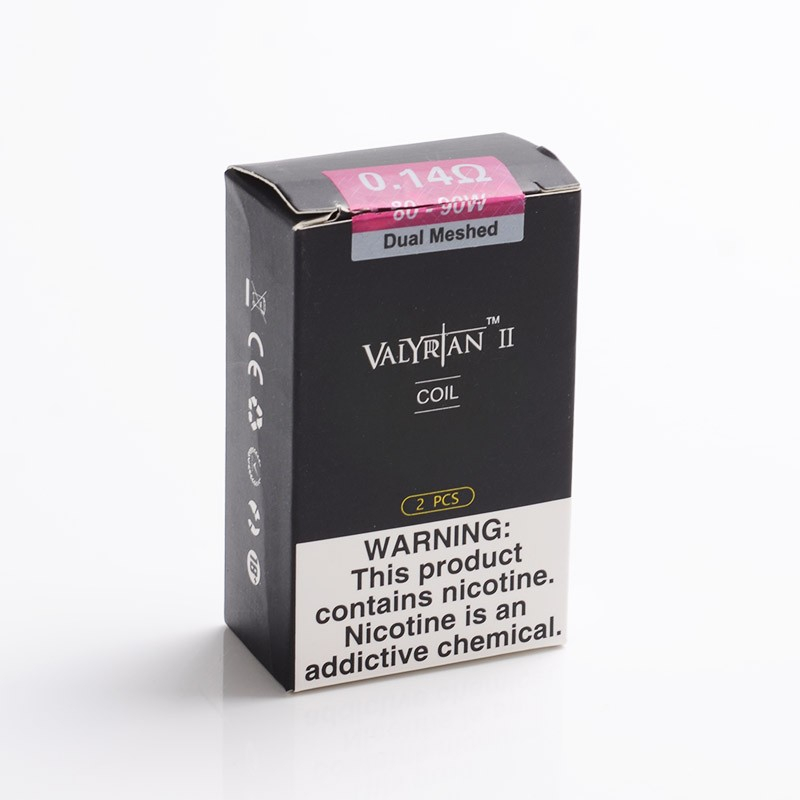 0.14Ω
80 - 90W
Dual Meshed
VALYRIAN™ II
COIL
2 PCS
WARNING:
This product
contains nicotine.
Nicotine is an
addictive chemical.
CE